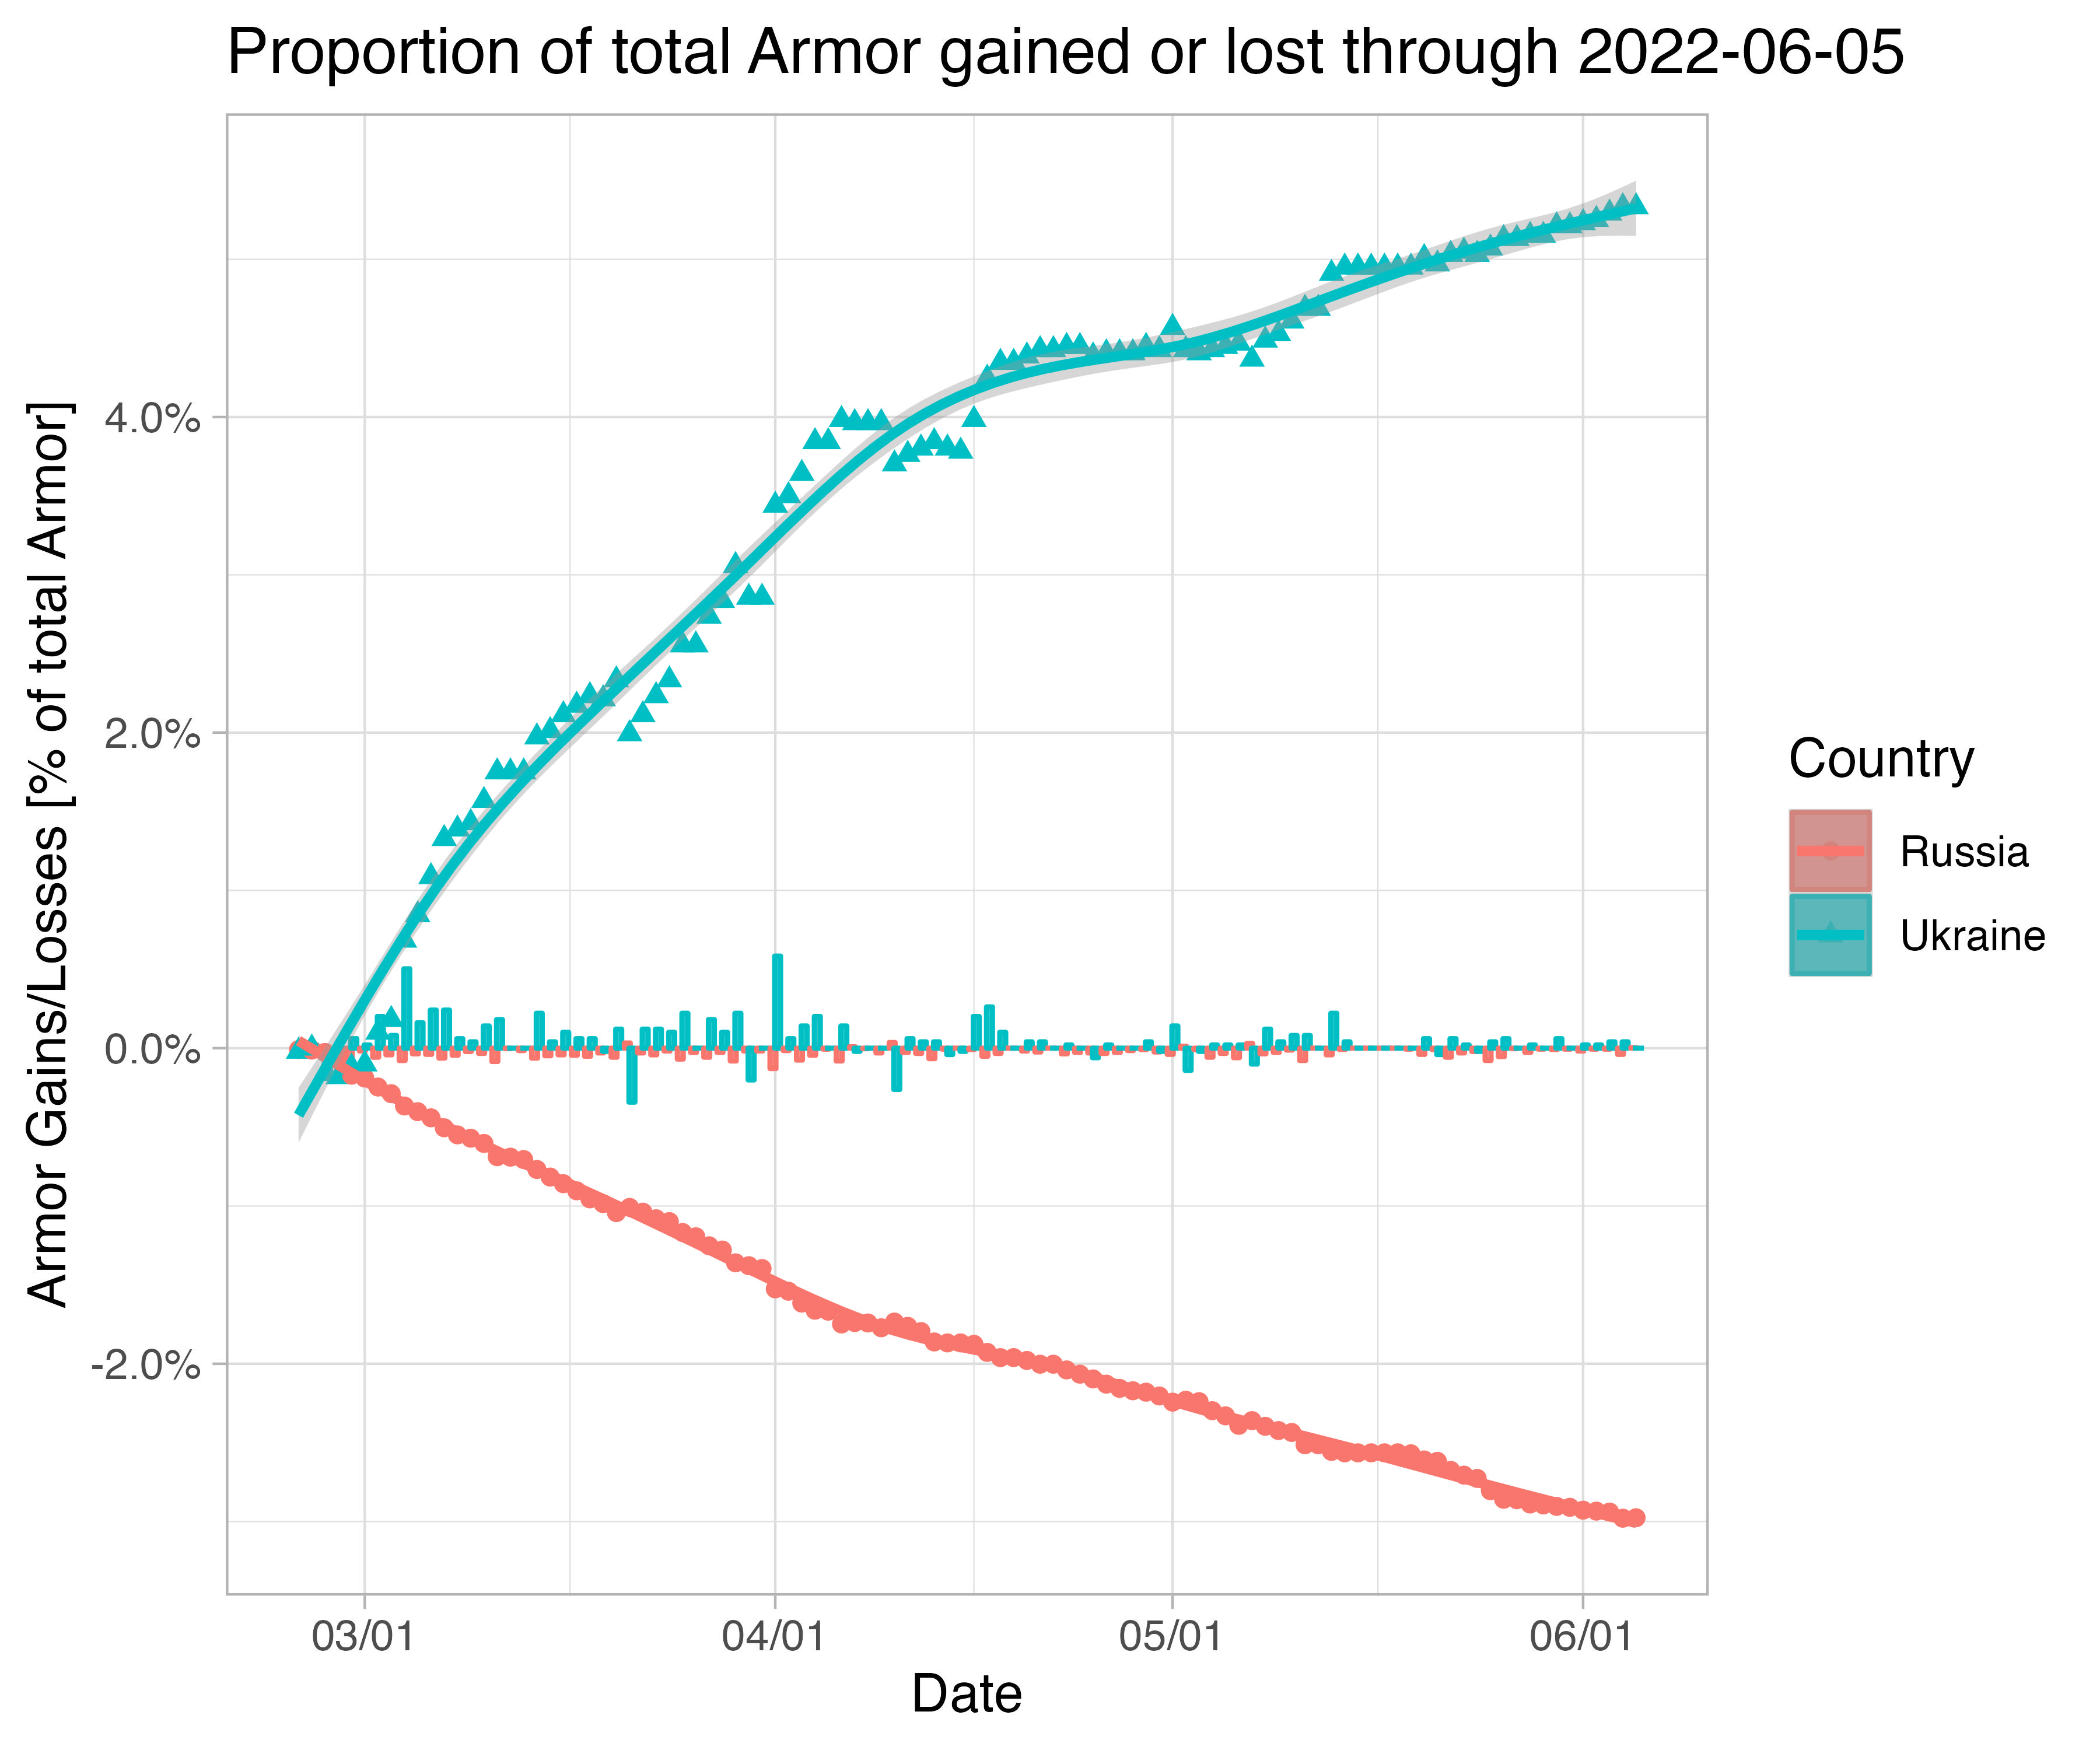 Proportion of total Armor gained or lost through 2022-06-05
Armor Gains/Losses [% of total Armor]
4.0%
2.0%
0.0%
-2.0%
03/01
04/01
05/01
06/01
Date
Country
Russia
Ukraine